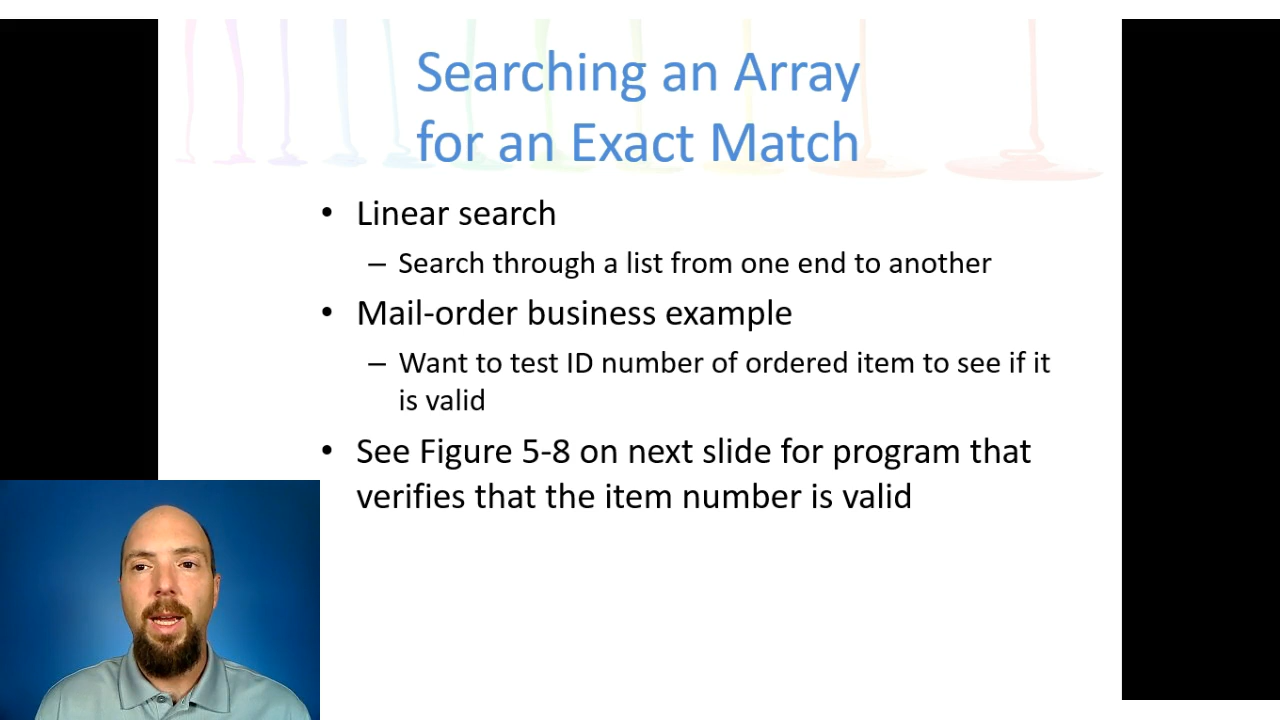 Searching an Array
for an Exact Match
• Linear search
– Search through a list from one end to another
• Mail-order business example
– Want to test ID number of ordered item to see if it
is valid
• See Figure 5-8 on next slide for program that
verifies that the item number is valid